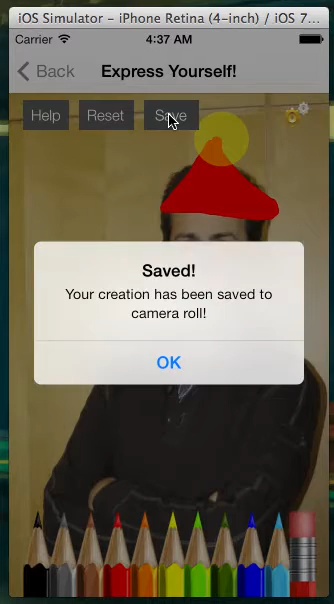 iOS Simulator – iPhone Retina (4-inch) / iOS 7...
Carrier 4:37 AM
Back Express Yourself!
Help Reset Save
Saved!
Your creation has been saved to
camera roll!
OK